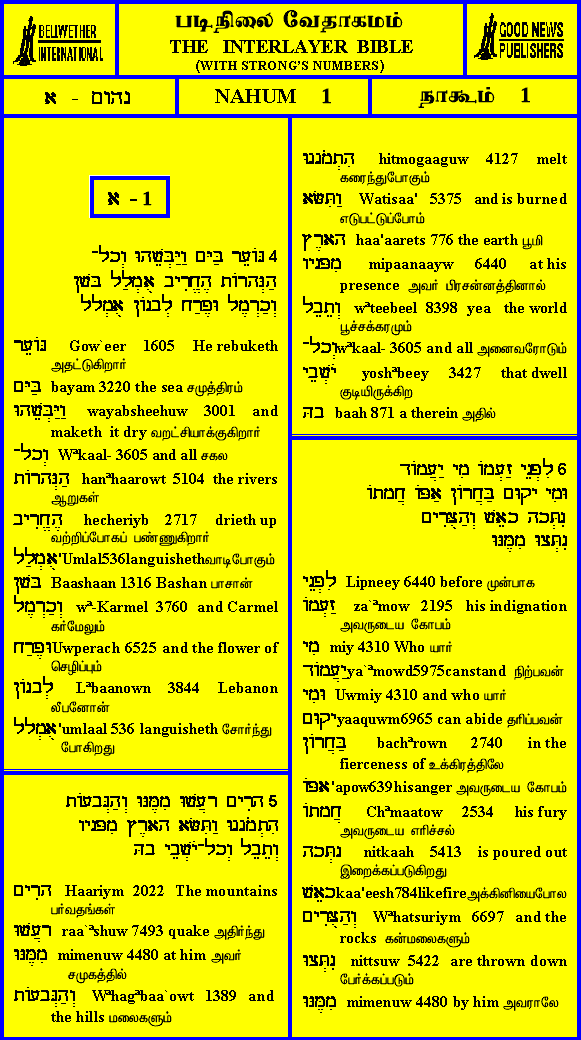 BELLWETHER
INTERNATIONAL
படிநிலை வேதாகமம்
THE INTERLAYER BIBLE
(WITH STRONG'S NUMBERS)
GOOD NEWS
PUBLISHERS
נהום - א
NAHUM 1
நாகூம் 1
א - 1
4 גּוֹעֵר בַּיָּם וַיַּבְּשֵׁהוּ וְכָל־
הַנְּהָרוֹת הֶחֱרִיב אֻמְלַל בָּשָׁן
וְכַרְמֶל וּפֶרַח לְבָנוֹן אֻמְלָל
גּוֹעֵר Gow`eer 1605 He rebuketh
அதட்டுகிறார்
בַּיָּם bayam 3220 the sea சமுத்திரம்
וַיַּבְּשֵׁהוּ wayabsheehuw 3001 and
maketh it dry வறட்சியாக்குகிறார்
וְכָל־ Wªkaal- 3605 and all சகல
הַנְּהָרוֹת hanªhaarowt 5104 the rivers
ஆறுகள்
הֶחֱרִיב hecheriyb 2717 drieth up
வற்றிப்போகப் பண்ணுகிறார்
אֻמְלַל 'Umlal536languishethவாடிபோகும்
בָּשָׁן Baashaan 1316 Bashan பாசான்
וְכַרְמֶל wª-Karmel 3760 and Carmel
கர்மேலும்
וּפֶרַח Uwperach 6525 and the flower of
செழிப்பும்
לְבָנוֹן Lªbaanown 3844 Lebanon
லீபனோன்
אֻמְלָל 'umlaal 536 languisheth சோர்ந்து
போகிறது
5 הָרִים רָעֲשׁוּ מִמֶּנּוּ וְהַגְּבָעוֹת
הִתְמֹגָגוּ וַתִּשָּׂא הָאָרֶץ מִפָּנָיו
וְתֵבֵל וְכָל־יֹשְׁבֵי בָהּ
הָרִים Haariym 2022 The mountains
பர்வதங்கள்
רָעֲשׁוּ raa`ªshuw 7493 quake அதிர்ந்து
מִמֶּנּוּ mimenuw 4480 at him அவர்
சமுகத்தில்
וְהַגְּבָעוֹת Wªhagªbaa`owt 1389 and
the hills மலைகளும்
הִתְמֹגָגוּ hitmogaaguw 4127 melt
கரைந்துபோகும்
וַתִּשָּׂא Watisaa' 5375 and is burned
எடுபட்டுப்போம்
הָאָרֶץ haa'aarets 776 the earth பூமி
מִפָּנָיו mipaanaayw 6440 at his
presence அவர் பிரசன்னத்தினால்
וְתֵבֵל wªteebeel 8398 yea the world
பூச்சக்கரமும்
וְכָל־ wªkaal- 3605 and all அனைவரோடும்
יֹשְׁבֵי yoshªbeey 3427 that dwell
குடியிருக்கிற
בָהּ baah 871 a therein அதில்
6 לִפְנֵי זַעְמוֹ מִי יַעֲמוֹד
וּמִי יָקוּם בַּחֲרוֹן אַפּוֹ חֲמָתוֹ
נִתְּכָה כָאֵשׁ וְהַצֻּרִים
נִתְּצוּ מִמֶּנּוּ
לִפְנֵי Lipneey 6440 before முன்பாக
זַעְמוֹ za`ªmow 2195 his indignation
அவருடைய கோபம்
מִי miy 4310 Who யார்
יַעֲמוֹד ya`ªmowd5975canstand நிற்பவன்
וּמִי Uwmiy 4310 and who யார்
יָקוּם yaaquwm6965 can abide தரிப்பவன்
בַּחֲרוֹן bachªrown 2740 in the
fierceness of உக்கிரத்திலே
אַפּוֹ 'apow639hisanger அவருடைய கோபம்
חֲמָתוֹ Chªmaatow 2534 his fury
அவருடைய எரிச்சல்
נִתְּכָה nitkaah 5413 is poured out
இறைக்கப்படுகிறது
כָאֵשׁ kaa'eesh784likefireஅக்கினியைபோல
וְהַצֻּרִים Wªhatsuriym 6697 and the
rocks கன்மலைகளும்
נִתְּצוּ nittsuw 5422 are thrown down
பேர்க்கப்படும்
מִמֶּנּוּ mimenuw 4480 by him அவராலே